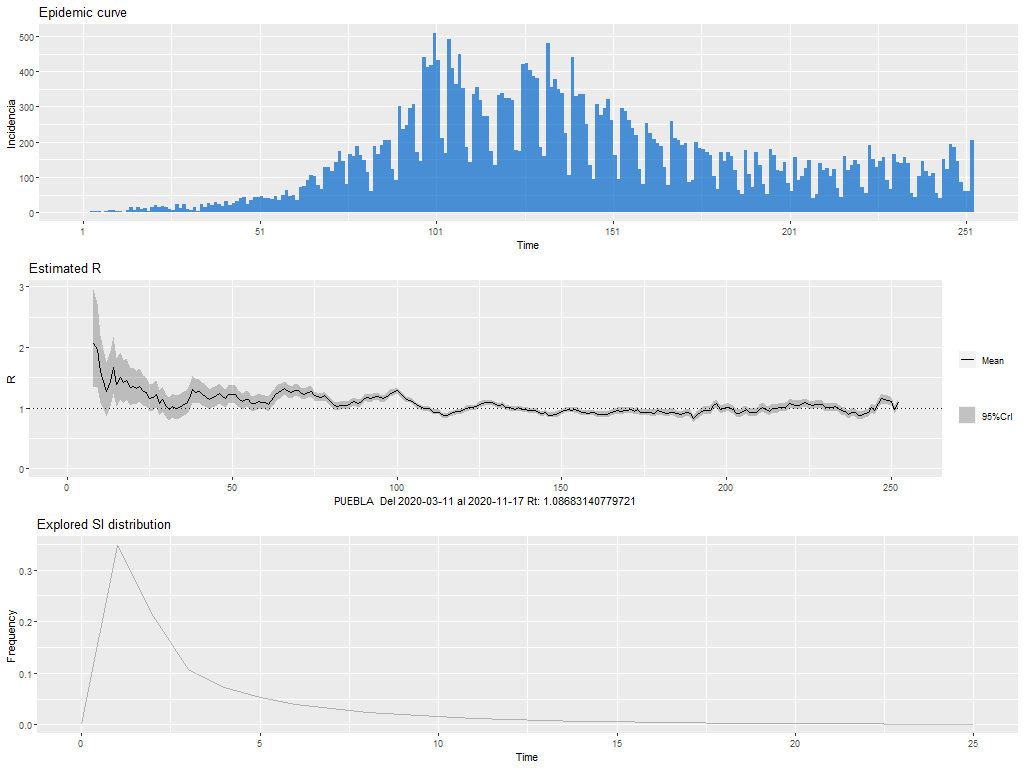 Epidemic curve
500
400
300
200
100
0
Incidencia
1 51 101 151 201 251
Time
Estimated R
3
2
1
0
R
Mean
95%CrI
0 50 100 150 200 250
PUEBLA Del 2020-03-11 al 2020-11-17 Rt: 1.08683140779721
Explored SI distribution
0.3
0.2
0.1
0.0
Frequency
0 5 10 15 20 25
Time